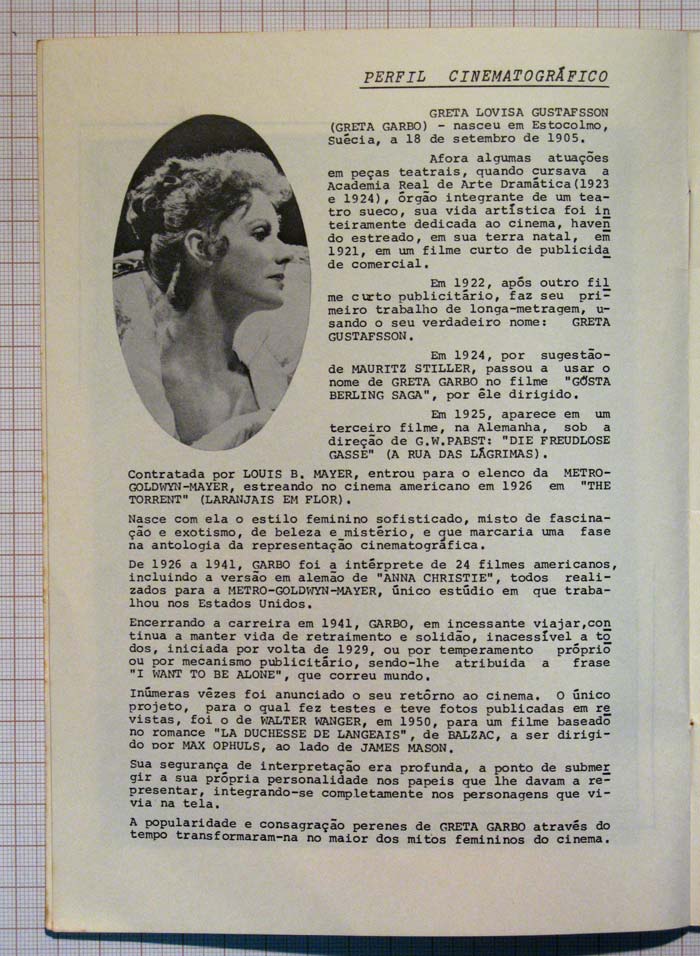 PERFIL CINEMATOGRÁFICO
GRETA LOVISA GUSTAFSSON
(GRETA GARBO) - nasceu em Estocolmo,
Suécia, a 18 de setembro de 1905.
Afora algumas atuações
em peças teatrais, quando cursava a
Academia Real de Arte Dramática(1923
e 1924), órgão integrante de um tea-
tro sueco, sua vida artística foi in
teiramente dedicada ao cinema, haven
do estreado, em sua terra natal, em
1921, em um filme curto de publicida
de comercial.
Em 1922, após outro fil
me curto publicitário, faz seu pri-
meiro trabalho de longa-metragem, u-
sando o seu verdadeiro nome: GRETA
GUSTAFSSON.
Em 1924, por sugestão-
de MAURITZ STILLER, passou a usar o
nome de GRETA GARBO no filme "GÖSTA
BERLING SAGA", por êle dirigido.
Em 1925, aparece em um
terceiro filme, na Alemanha, sob a
direção de G.W.PABST: "DIE FREUDLOSE
GASSE" (A RUA DAS LÁGRIMAS).
Contratada por LOUIS B. MAYER, entrou para o elenco da METRO-
GOLDWYN-MAYER, estreando no cinema americano em 1926 em "THE
TORRENT" (LARANJAIS EM FLOR).
Nasce com ela o estilo feminino sofisticado, misto de fascina-
ção e exotismo, de beleza e mistério, e que marcaria uma fase
na antologia da representação cinematográfica.
De 1926 a 1941, GARBO foi a intérprete de 24 filmes americanos,
incluindo a versão em alemão de "ANNA CHRISTIE", todos reali-
zados para a METRO-GOLDWYN-MAYER, único estúdio em que traba-
lhou nos Estados Unidos.
Encerrando a carreira em 1941, GARBO, em incessante viajar,con
tinua a manter vida de retraimento e solidão, inacessível a to
dos, iniciada por volta de 1929, ou por temperamento próprio
ou por mecanismo publicitário, sendo-lhe atribuida a frase
"I WANT TO BE ALONE", que correu mundo.
Inúmeras vêzes foi anunciado o seu retôrno ao cinema. O único
projeto, para o qual fez testes e teve fotos publicadas em re
vistas, foi o de WALTER WANGER, em 1950, para um filme baseado
no romance "LA DUCHESSE DE LANGEAIS", de BALZAC, a ser dirigi-
do por MAX OPHULS, ao lado de JAMES MASON.
Sua segurança de interpretação era profunda, a ponto de submer
gir a sua própria personalidade nos papeis que lhe davam a re-
presentar, integrando-se completamente nos personagens que vi-
via na tela.
A popularidade e consagração perenes de GRETA GARBO através do
tempo transformaram-na no maior dos mitos femininos do cinema.